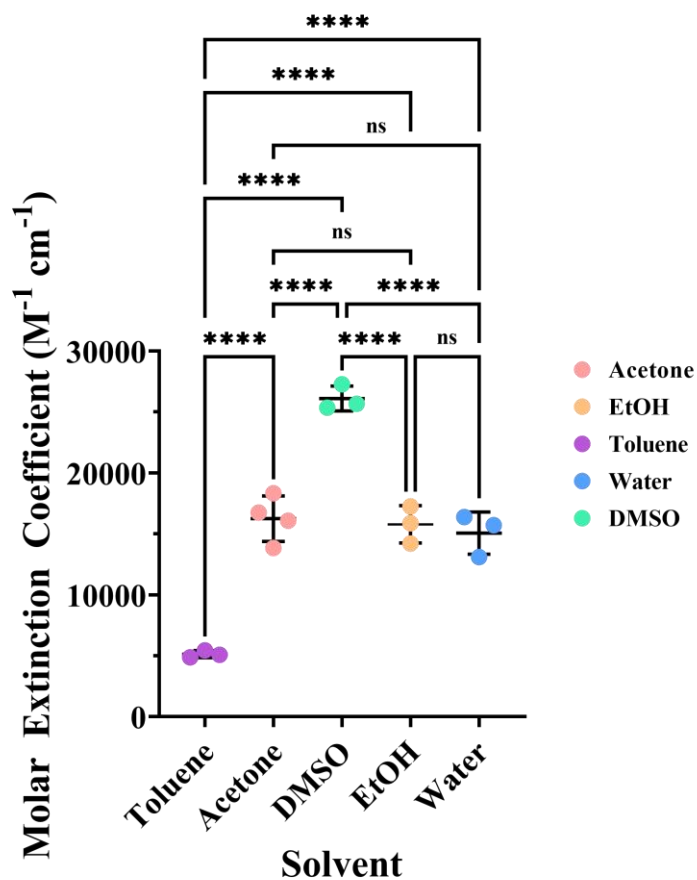 ****
****
ns
****
ns
**** ****
**** **** ns
Molar Extinction Coefficient (M⁻¹ cm⁻¹)
30000
20000
10000
0
Toluene
Acetone
DMSO
EtOH
Water
Solvent
Acetone
EtOH
Toluene
Water
DMSO